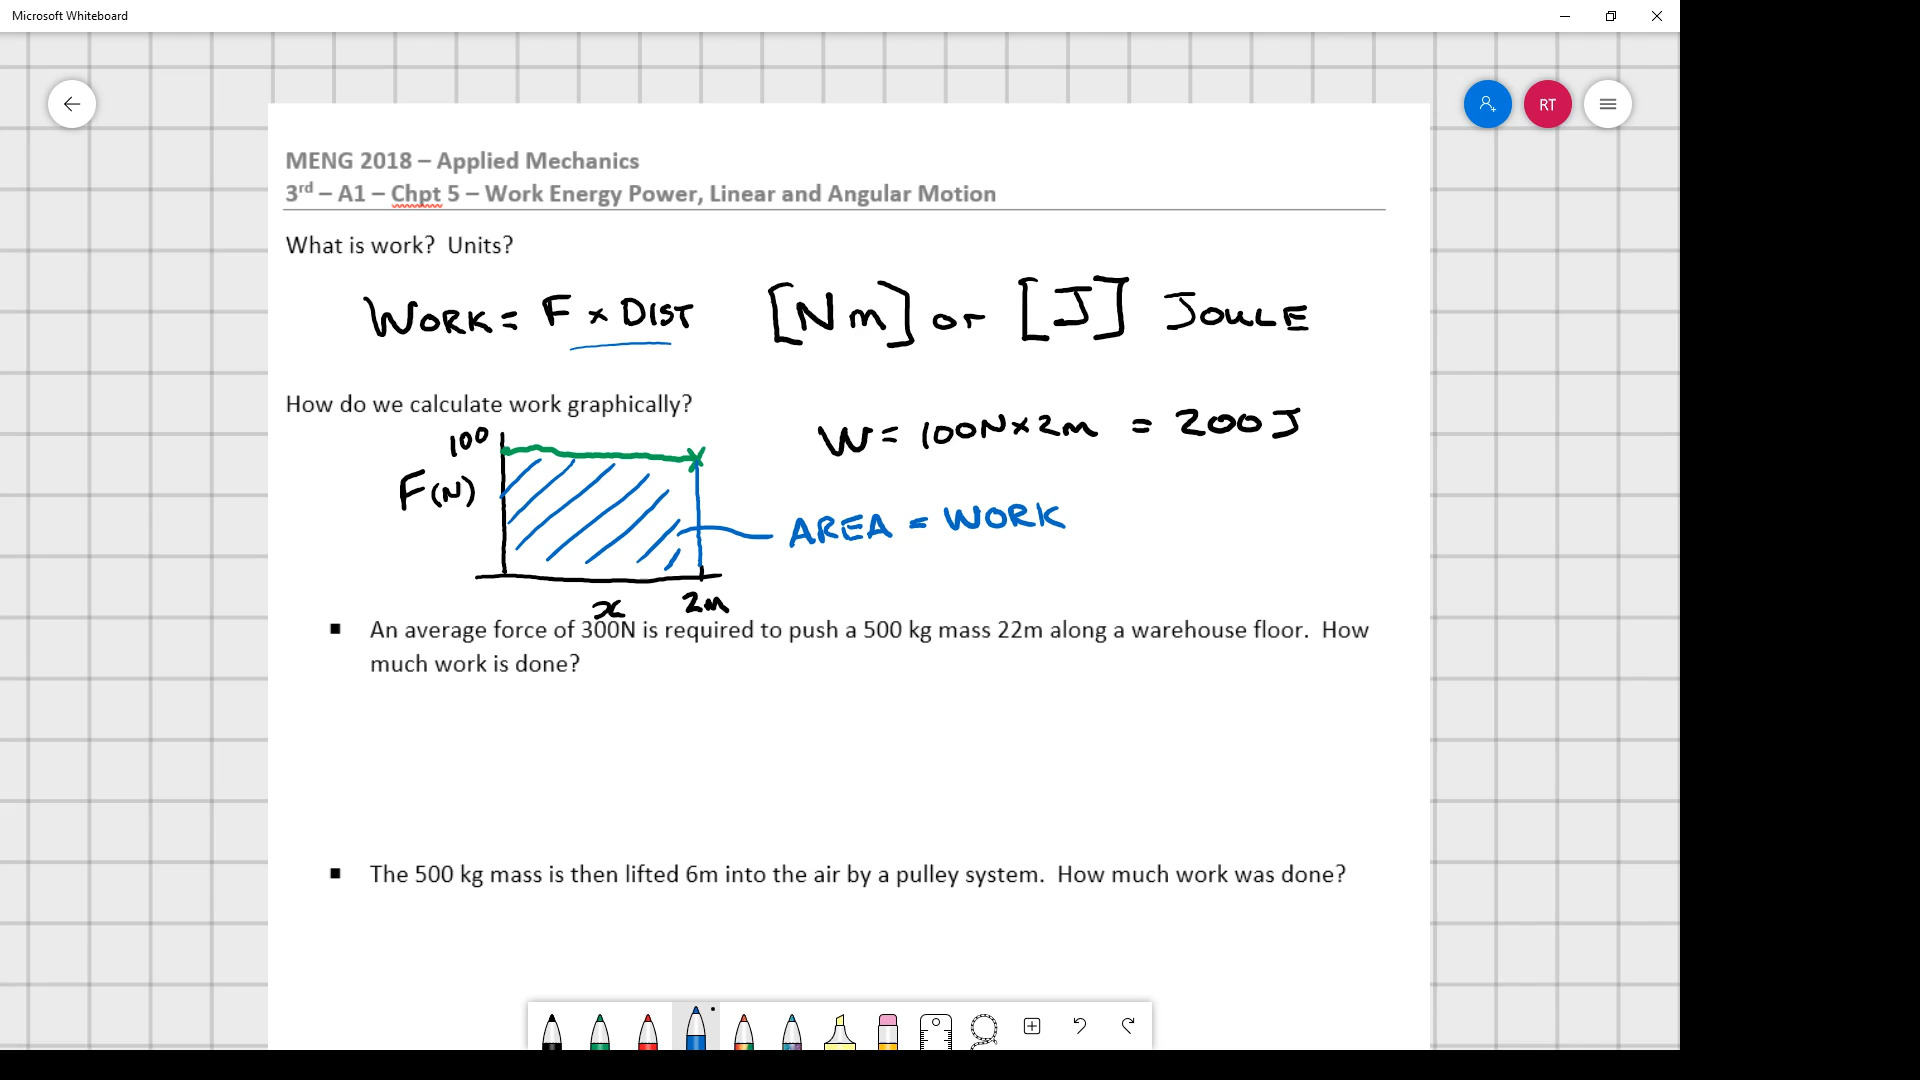 Microsoft Whiteboard
RT
MENG 2018 – Applied Mechanics
3rd – A1 – Chpt 5 – Work Energy Power, Linear and Angular Motion
What is work? Units?
WORK = F x DIST [Nm] or [J] JOULE
How do we calculate work graphically?
W = 100N x 2m = 200J
100
F(N)
AREA = WORK
x 2m
▪ An average force of 300N is required to push a 500 kg mass 22m along a warehouse floor. How
much work is done?
▪ The 500 kg mass is then lifted 6m into the air by a pulley system. How much work was done?